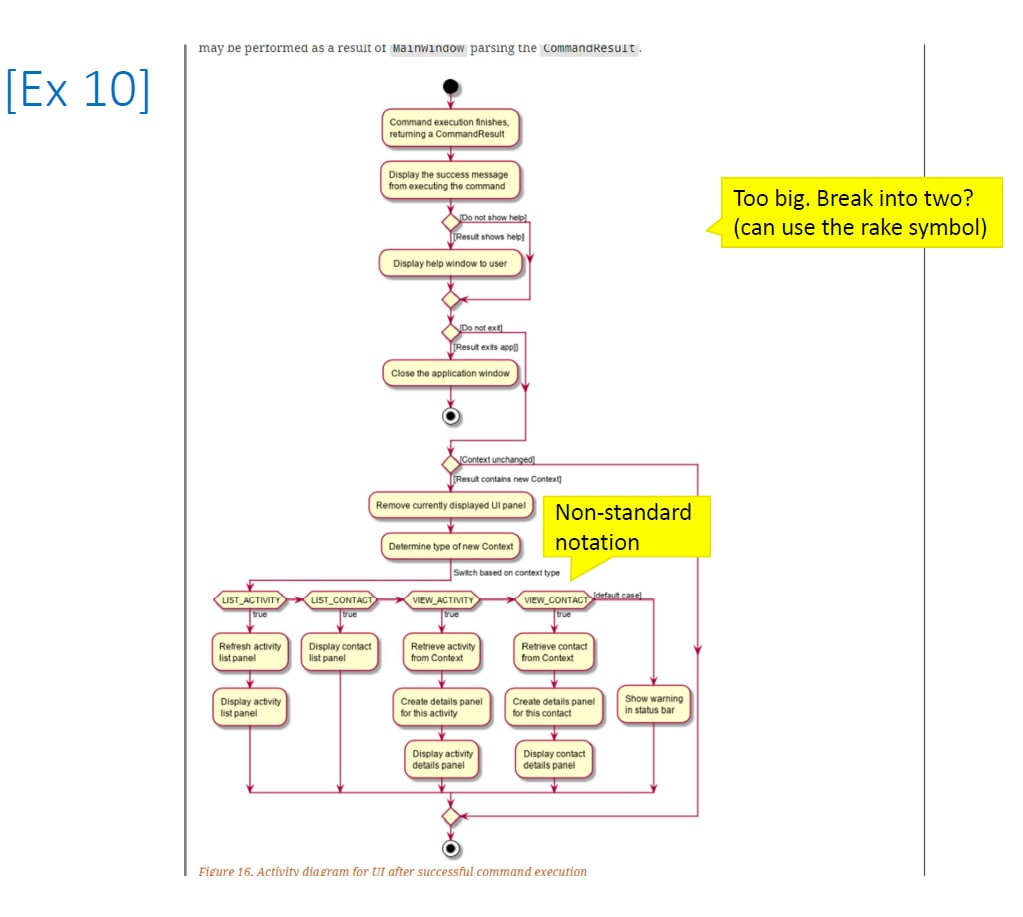 may be performed as a result of MainWindow parsing the CommandResult.
[Ex 10]
Command execution finishes,
returning a CommandResult
Display the success message
from executing the command
Too big. Break into two?
(can use the rake symbol)
[Do not show help]
[Result shows help]
Display help window to user
[Do not exit]
[Result exits app]]
Close the application window
[Context unchanged]
[Result contains new Context]
Remove currently displayed UI panel
Non-standard
notation
Determine type of new Context
Switch based on context type
LIST_ACTIVITY LIST_CONTACT VIEW_ACTIVITY VIEW_CONTACT [default case]
true true true true
Refresh activity
list panel
Display contact
list panel
Retrieve activity
from Context
Retrieve contact
from Context
Display activity
list panel
Create details panel
for this activity
Create details panel
for this contact
Show warning
in status bar
Display activity
details panel
Display contact
details panel
Figure 16. Activity diagram for UI after successful command execution